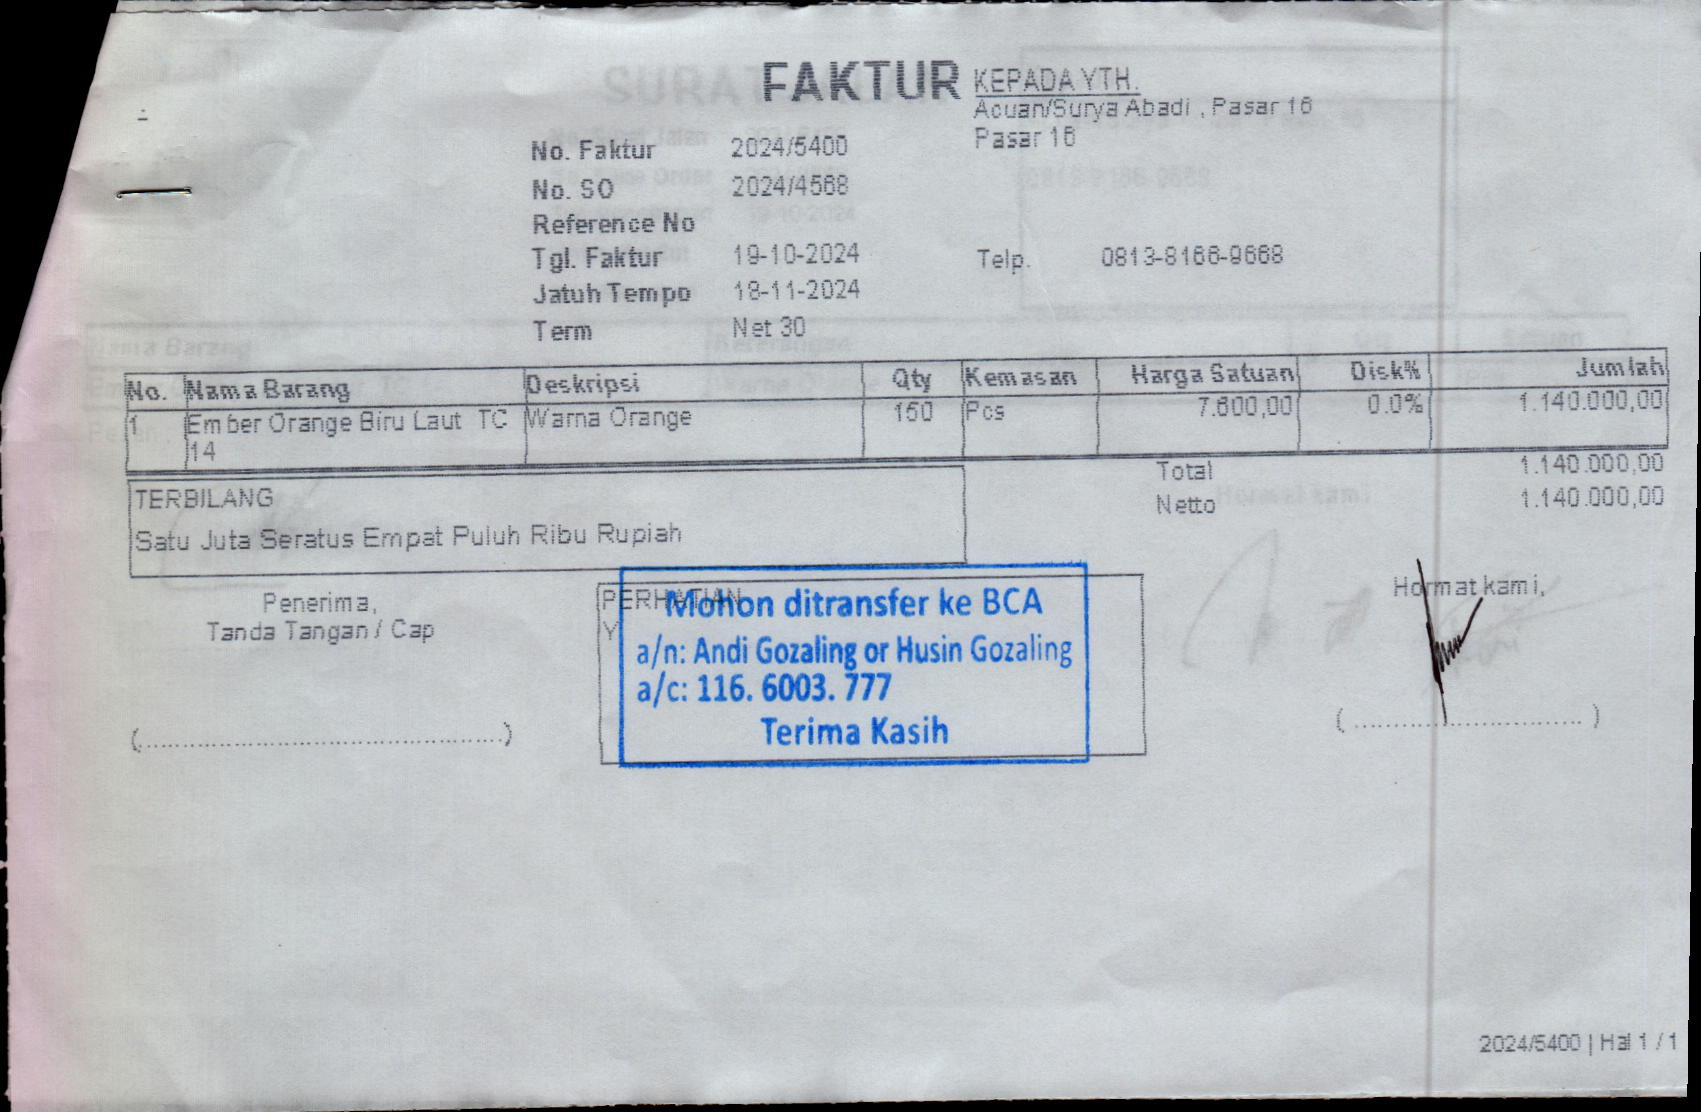 FAKTUR
KEPADA YTH.
Acuan/Surya Abadi , Pasar 16
Pasar 16
No. Faktur 2024/5400
No. SO 2024/4568
Reference No
Tgl. Faktur 19-10-2024
Telp. 0813-8166-9668
Jatuh Tempo 18-11-2024
Term Net 30
No. Nama Barang Deskripsi Qty Kemasan Harga Satuan Disk% Jumlah
1 Ember Orange Biru Laut TC Warna Orange 150 Pcs 7.600,00 0.0% 1.140.000,00
14
Total 1.140.000,00
Netto 1.140.000,00
TERBILANG
Satu Juta Seratus Empat Puluh Ribu Rupiah
Penerima,
Tanda Tangan / Cap
(................................................)
PERHATIAN
Mohon ditransfer ke BCA
a/n: Andi Gozaling or Husin Gozaling
a/c: 116. 6003. 777
Terima Kasih
Hormat kami,
(................................)
2024/5400 | Hal 1 / 1